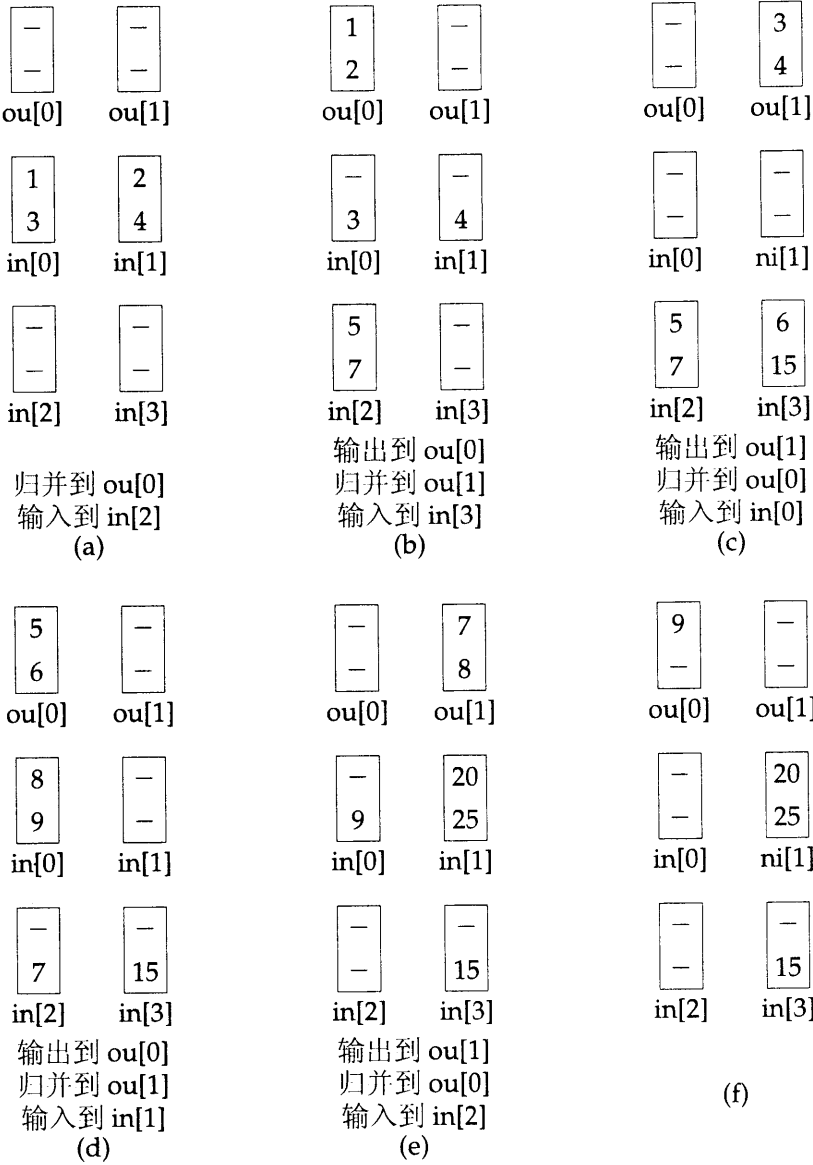 — — 1 — — 3
— — 2 — — 4
ou[0] ou[1] ou[0] ou[1] ou[0] ou[1]
1 2 — — — —
3 4 3 4 — —
in[0] in[1] in[0] in[1] in[0] ni[1]
— — 5 — 5 6
— — 7 — 7 15
in[2] in[3] in[2] in[3] in[2] in[3]
输出到 ou[0] 输出到 ou[1]
归并到 ou[0] 归并到 ou[1] 归并到 ou[0]
输入到 in[2] 输入到 in[3] 输入到 in[0]
(a) (b) (c)
5 — — 7 9 —
6 — — 8 — —
ou[0] ou[1] ou[0] ou[1] ou[0] ou[1]
8 — — 20 — 20
9 — 9 25 — 25
in[0] in[1] in[0] in[1] in[0] ni[1]
— — — — — —
7 15 — 15 — 15
in[2] in[3] in[2] in[3] in[2] in[3]
输出到 ou[0] 输出到 ou[1]
归并到 ou[1] 归并到 ou[0]
输入到 in[1] 输入到 in[2]
(d) (e) (f)